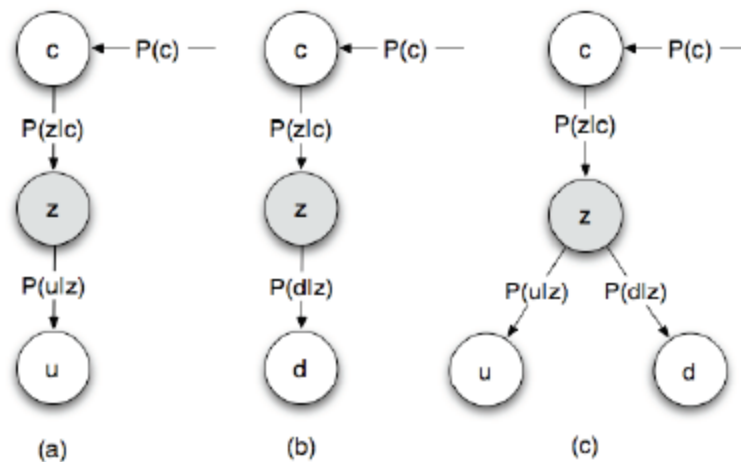 c P(c) c P(c) c P(c)
P(z|c) P(z|c) P(z|c)
z z z
P(u|z) P(d|z) P(u|z) P(d|z)
u d u d
(a) (b) (c)